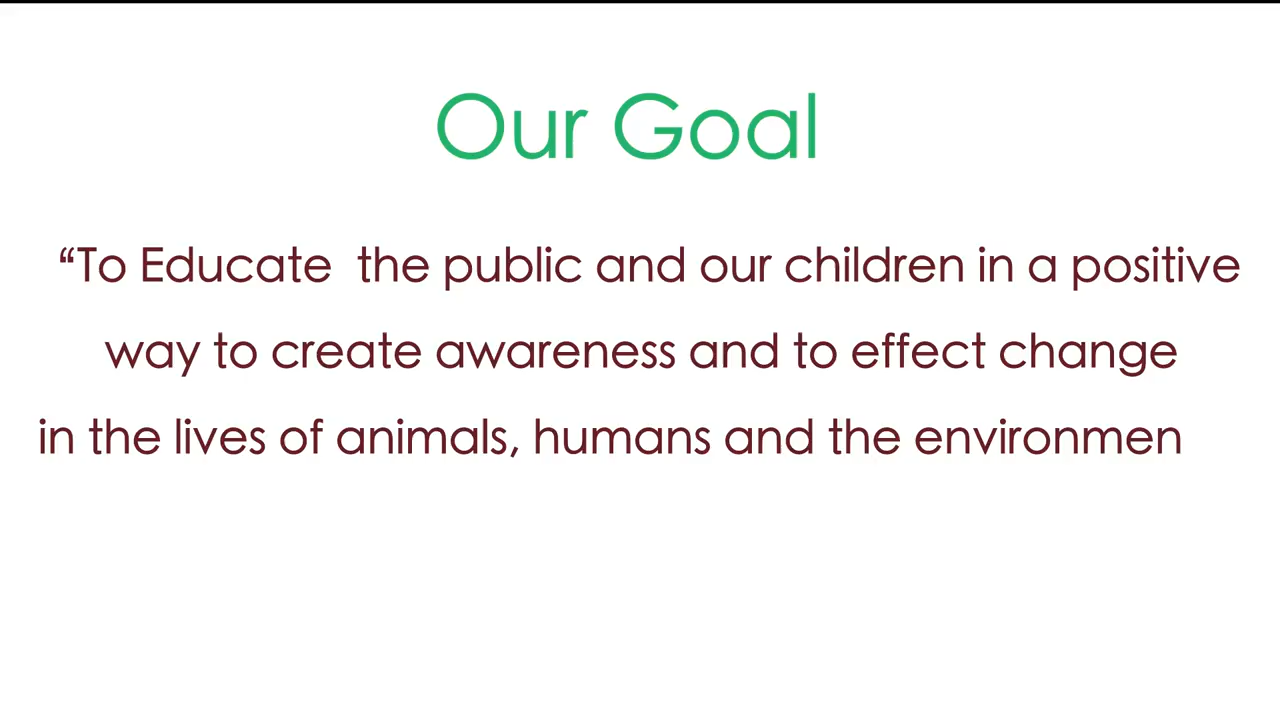 Our Goal
“To Educate  the public and our children in a positive
way to create awareness and to effect change
in the lives of animals, humans and the environmen